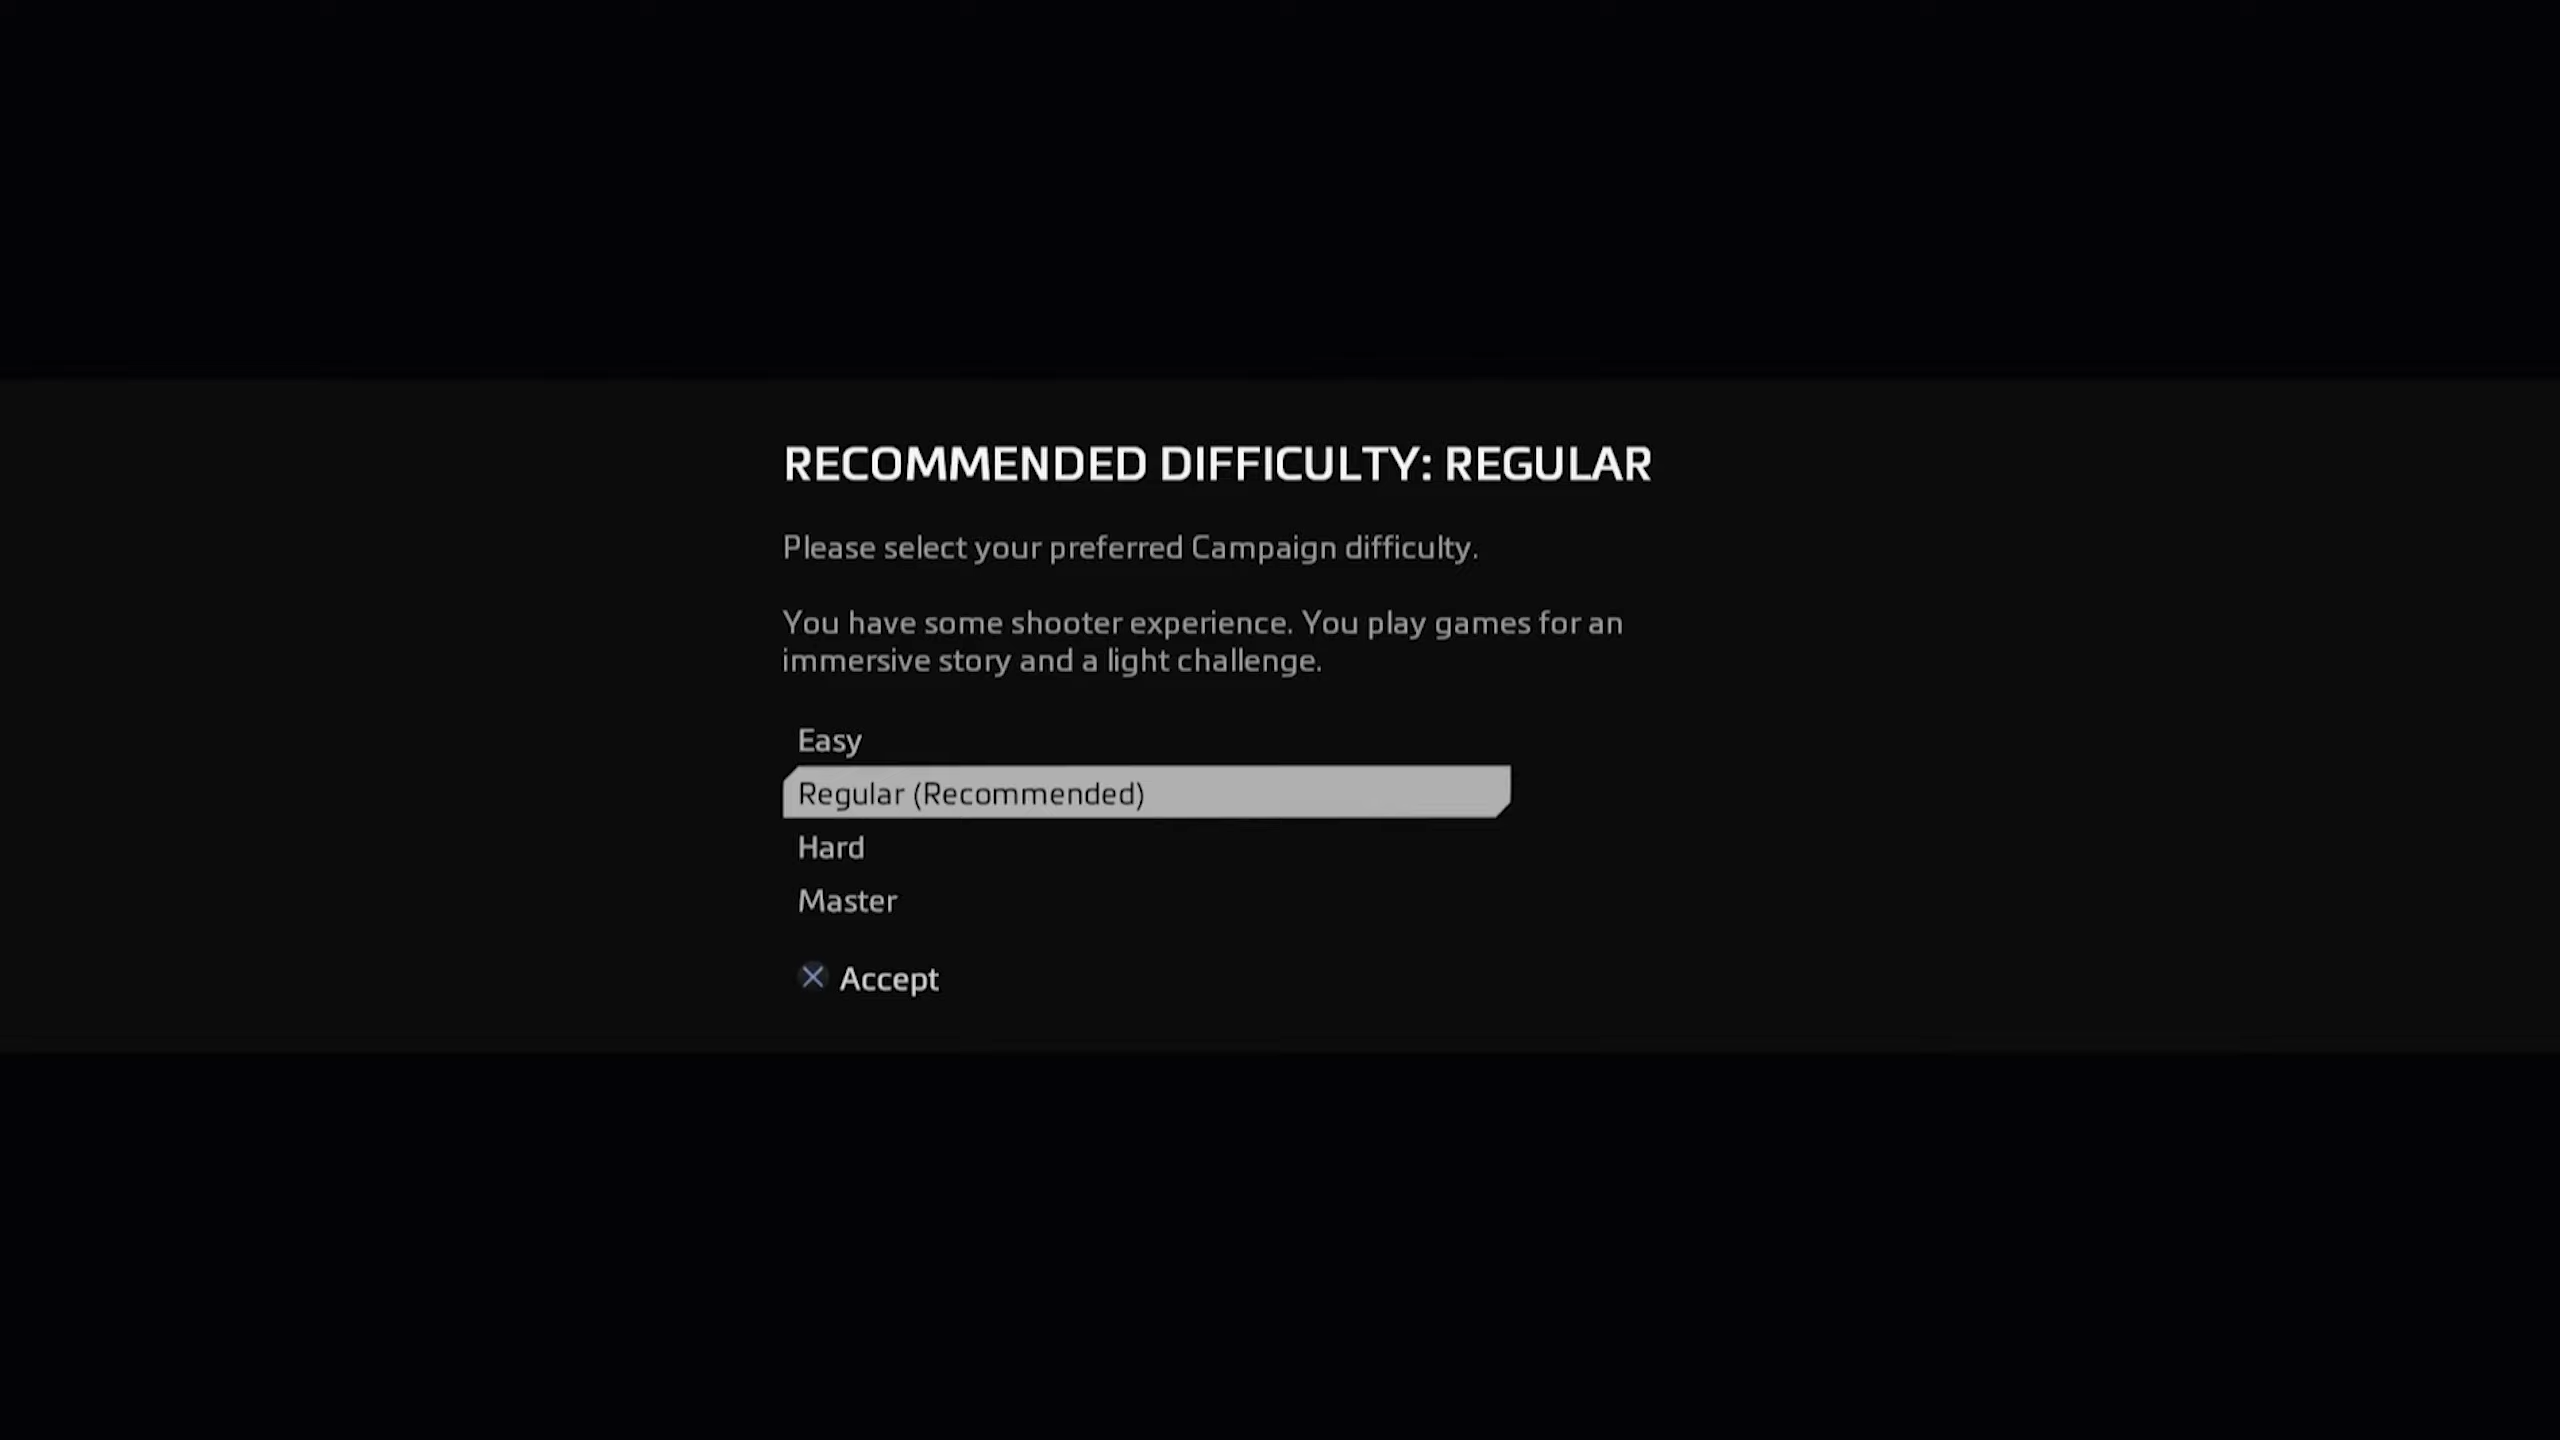 RECOMMENDED DIFFICULTY: REGULAR
Please select your preferred Campaign difficulty.
You have some shooter experience. You play games for an
immersive story and a light challenge.
Easy
Regular (Recommended)
Hard
Master
Accept